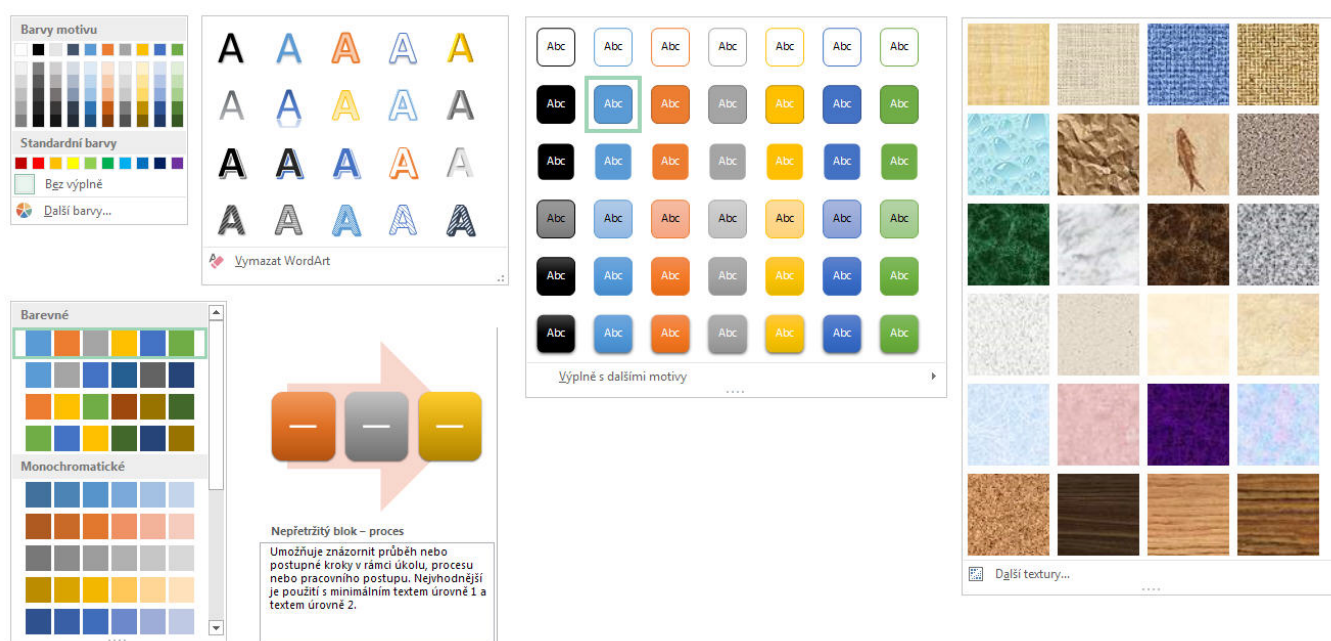 Barvy motivu
Standardní barvy
Bez výplně
Další barvy...
A A A A A
A A A A A
A A A A A
A A A A A
Vymazat WordArt
Abc Abc Abc Abc Abc Abc Abc
Abc Abc Abc Abc Abc Abc Abc
Abc Abc Abc Abc Abc Abc Abc
Abc Abc Abc Abc Abc Abc Abc
Abc Abc Abc Abc Abc Abc Abc
Abc Abc Abc Abc Abc Abc Abc
Výplně s dalšími motivy
Další textury...
Barevné
Monochromatické
Nepřetržitý blok – proces
Umožňuje znázornit průběh nebo
postupné kroky v rámci úkolu, procesu
nebo pracovního postupu. Nejvhodnější
je použití s minimálním textem úrovně 1 a
textem úrovně 2.